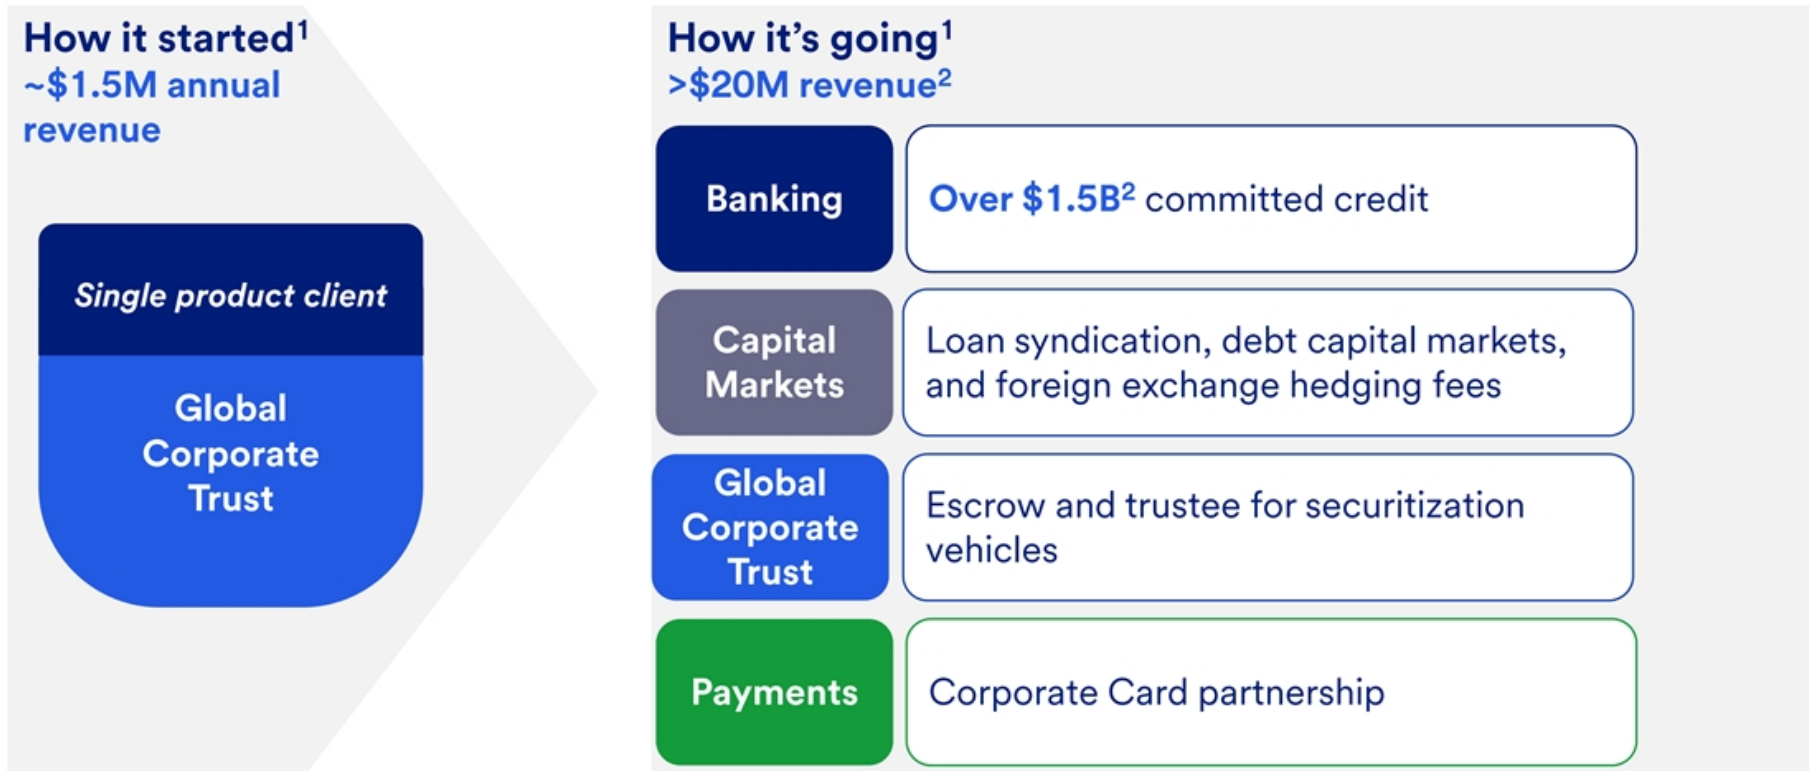 How it started¹
~$1.5M annual
revenue
Single product client
Global
Corporate
Trust
How it's going¹
>$20M revenue²
Banking
Over $1.5B² committed credit
Capital
Markets
Loan syndication, debt capital markets,
and foreign exchange hedging fees
Global
Corporate
Trust
Escrow and trustee for securitization
vehicles
Payments
Corporate Card partnership